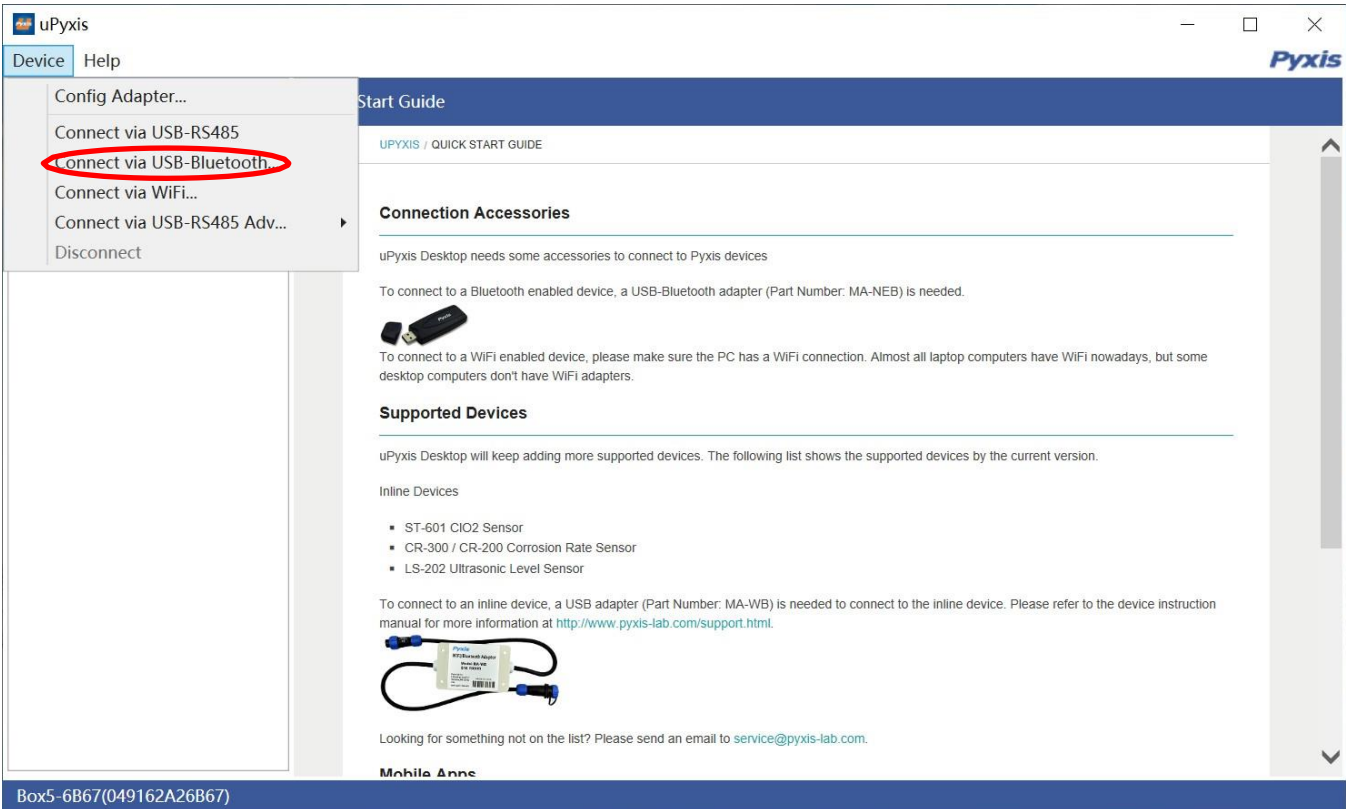 uPyxis
Device Help
Pyxis
Config Adapter...
Connect via USB-RS485
Connect via USB-Bluetooth...
Connect via WiFi...
Connect via USB-RS485 Adv...
Disconnect
Start Guide
UPYXIS / QUICK START GUIDE
Connection Accessories
uPyxis Desktop needs some accessories to connect to Pyxis devices
To connect to a Bluetooth enabled device, a USB-Bluetooth adapter (Part Number: MA-NEB) is needed.
Pyxis
To connect to a WiFi enabled device, please make sure the PC has a WiFi connection. Almost all laptop computers have WiFi nowadays, but some
desktop computers don't have WiFi adapters.
Supported Devices
uPyxis Desktop will keep adding more supported devices. The following list shows the supported devices by the current version.
Inline Devices
ST-601 ClO2 Sensor
CR-300 / CR-200 Corrosion Rate Sensor
LS-202 Ultrasonic Level Sensor
To connect to an inline device, a USB adapter (Part Number: MA-WB) is needed to connect to the inline device. Please refer to the device instruction
manual for more information at http://www.pyxis-lab.com/support.html.
Pyxis
Bluetooth Adapter
Model MA-WB
Looking for something not on the list? Please send an email to service@pyxis-lab.com.
Mobile Apps
Box5-6B67(049162A26B67)